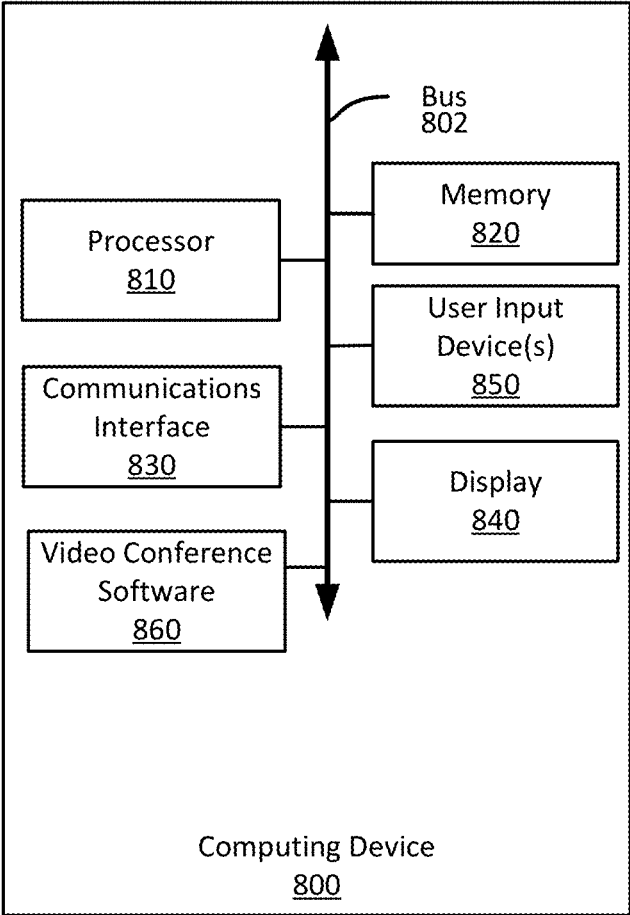 Bus
802
Memory
820
Processor
810
User Input
Device(s)
850
Communications
Interface
830
Display
840
Video Conference
Software
860
Computing Device
800